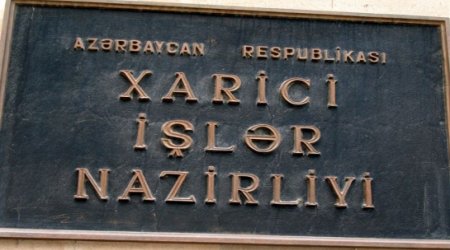 AZƏRBAYCAN RESPUBLİKASI
XARİCİ
İŞLƏR
NAZİRLİYİ